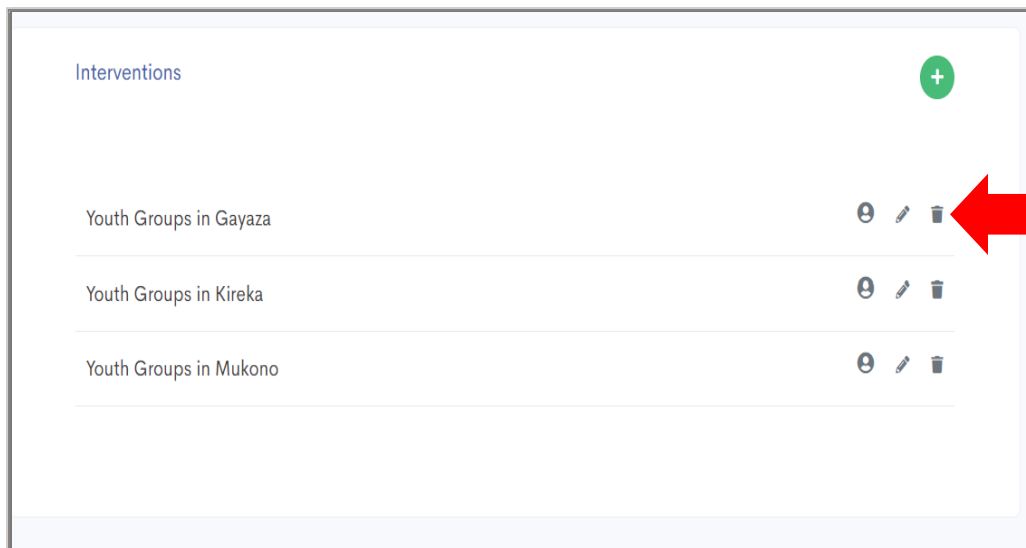 Interventions
+
Youth Groups in Gayaza
Youth Groups in Kireka
Youth Groups in Mukono